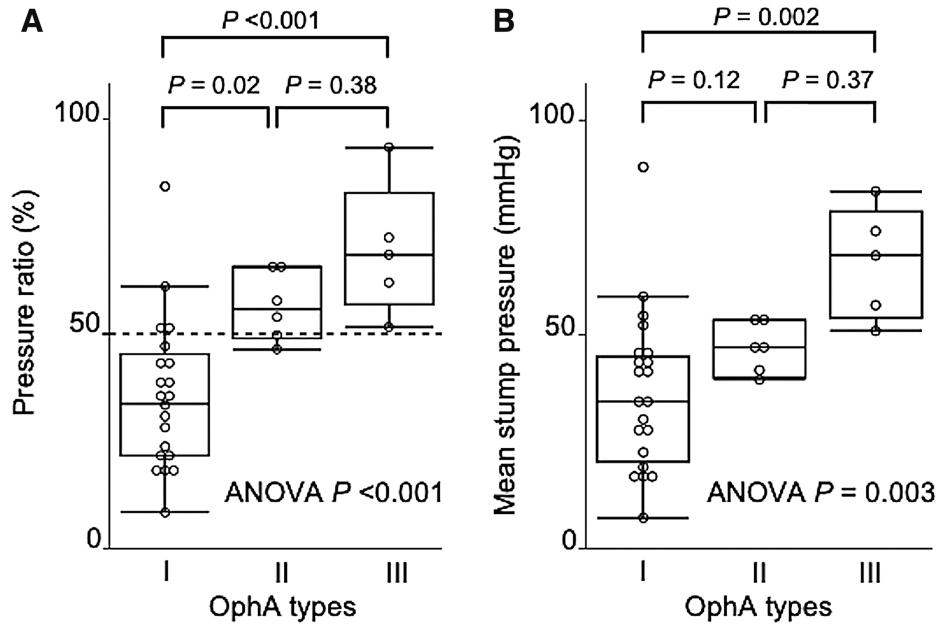 A
P <0.001
P = 0.02
P = 0.38
100
50
0
Pressure ratio (%)
ANOVA P <0.001
I II III
OphA types
B
P = 0.002
P = 0.12
P = 0.37
100
50
0
Mean stump pressure (mmHg)
ANOVA P = 0.003
I II III
OphA types